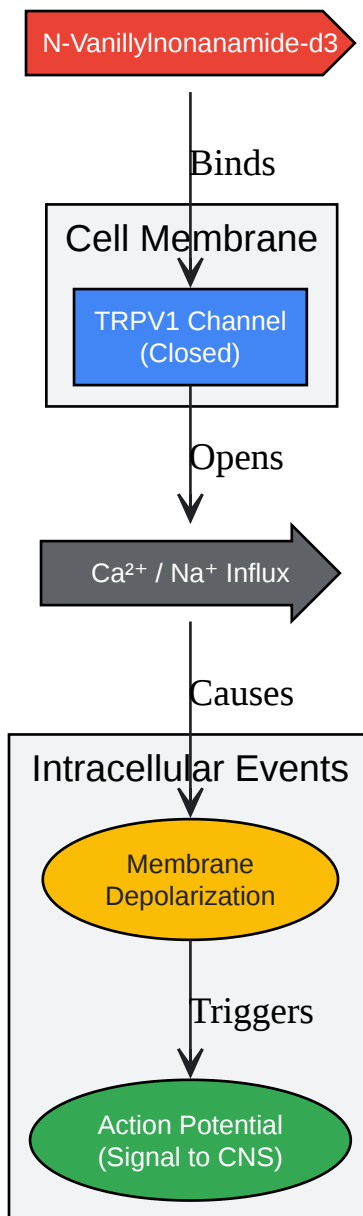 N-Vanillylnonanamide-d3
Binds
Cell Membrane
TRPV1 Channel
(Closed)
Opens
Ca²⁺ / Na⁺ Influx
Causes
Intracellular Events
Membrane
Depolarization
Triggers
Action Potential
(Signal to CNS)